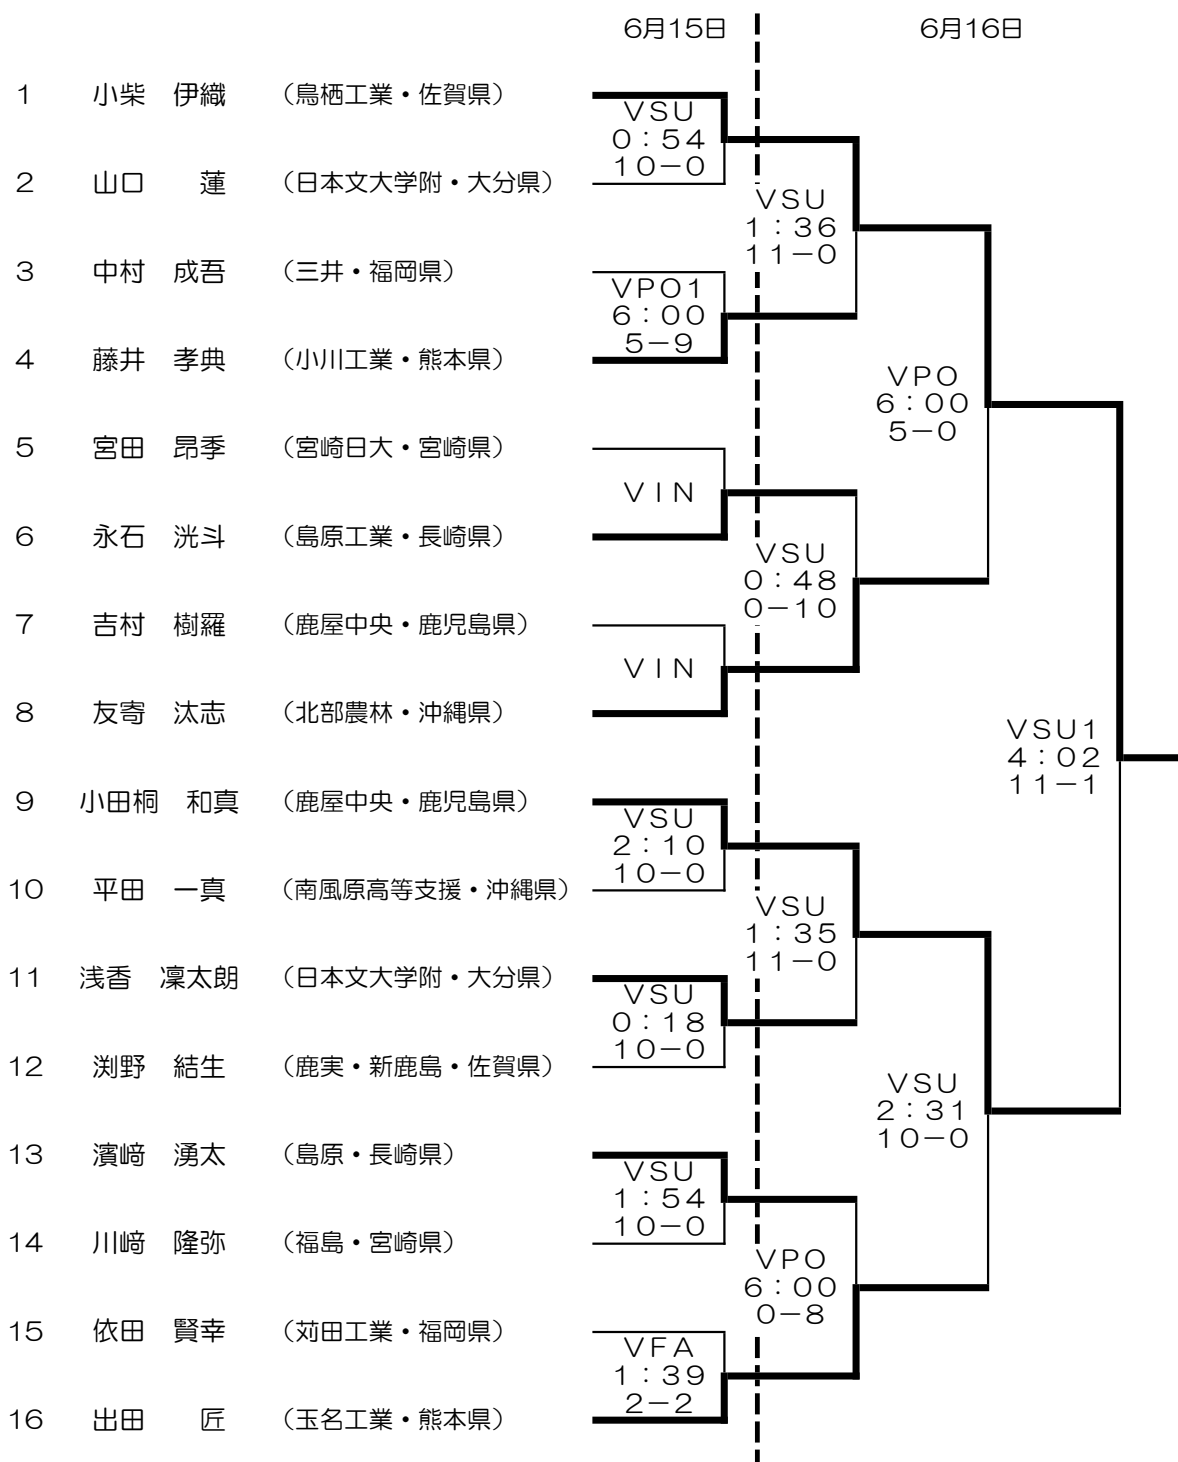 6月15日 6月16日
1 小柴 伊織 （鳥栖工業・佐賀県）
VSU
0：54
10－0
2 山口 蓮 （日本文大学附・大分県）
VSU
1：36
11－0
3 中村 成吾 （三井・福岡県）
VPO1
6：00
5－9
4 藤井 孝典 （小川工業・熊本県）
VPO
6：00
5－0
5 宮田 昂季 （宮崎日大・宮崎県）
VIN
6 永石 洸斗 （島原工業・長崎県）
VSU
0：48
0－10
7 吉村 樹羅 （鹿屋中央・鹿児島県）
VIN
8 友寄 汰志 （北部農林・沖縄県）
VSU1
4：02
11－1
9 小田桐 和真 （鹿屋中央・鹿児島県）
VSU
2：10
10－0
10 平田 一真 （南風原高等支援・沖縄県）
VSU
1：35
11－0
11 浅香 凜太朗 （日本文大学附・大分県）
VSU
0：18
10－0
12 渕野 結生 （鹿実・新鹿島・佐賀県）
VSU
2：31
10－0
13 濱﨑 湧太 （島原・長崎県）
VSU
1：54
10－0
14 川﨑 隆弥 （福島・宮崎県）
VPO
6：00
0－8
15 依田 賢幸 （苅田工業・福岡県）
VFA
1：39
2－2
16 出田 匠 （玉名工業・熊本県）